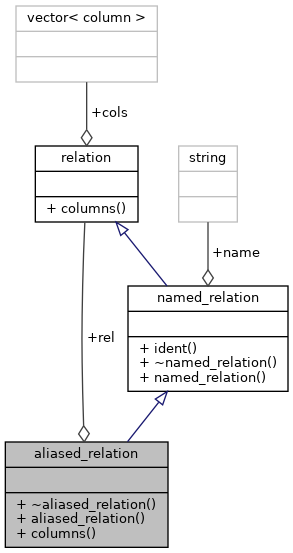 vector< column >
+cols
relation
+ columns()
string
+name
named_relation
+ ident()
+ ~named_relation()
+ named_relation()
+rel
aliased_relation
+ ~aliased_relation()
+ aliased_relation()
+ columns()